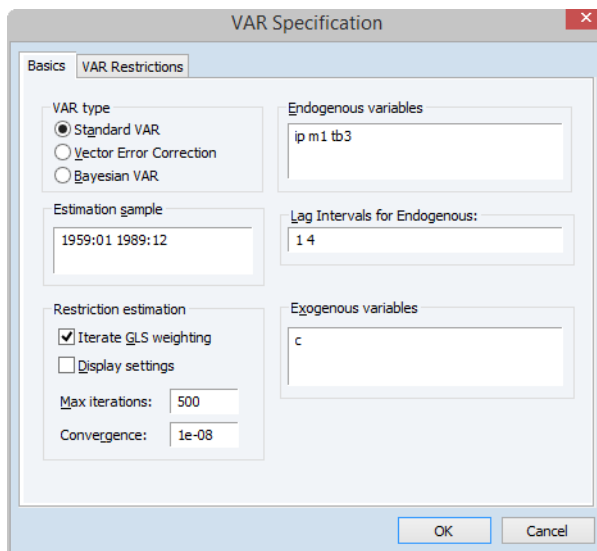 VAR Specification
Basics
VAR Restrictions
VAR type
Standard VAR
Vector Error Correction
Bayesian VAR
Endogenous variables
ip m1 tb3
Estimation sample
1959:01 1989:12
Lag Intervals for Endogenous:
1 4
Restriction estimation
Iterate GLS weighting
Display settings
Max iterations: 500
Convergence: 1e-08
Exogenous variables
c
OK
Cancel